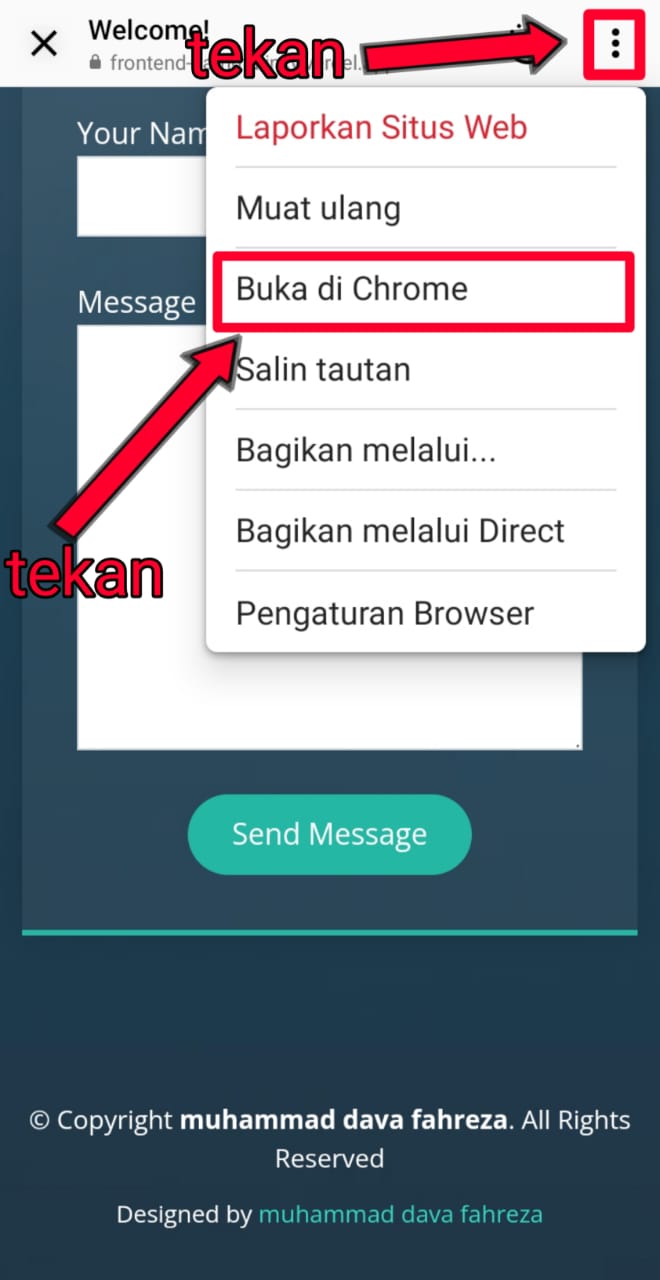 Welcome!
tekan
frontend-
Your Nam
Laporkan Situs Web
Muat ulang
Buka di Chrome
Message
Salin tautan
Bagikan melalui...
Bagikan melalui Direct
tekan
Pengaturan Browser
Send Message
© Copyright muhammad dava fahreza. All Rights
Reserved
Designed by muhammad dava fahreza